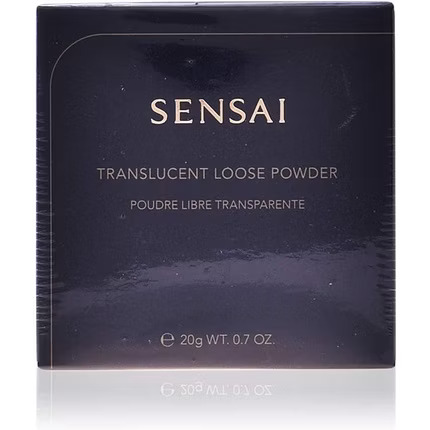 SENSAI
TRANSLUCENT LOOSE POWDER
POUDRE LIBRE TRANSPARENTE
℮ 20g WT. 0.7 OZ.